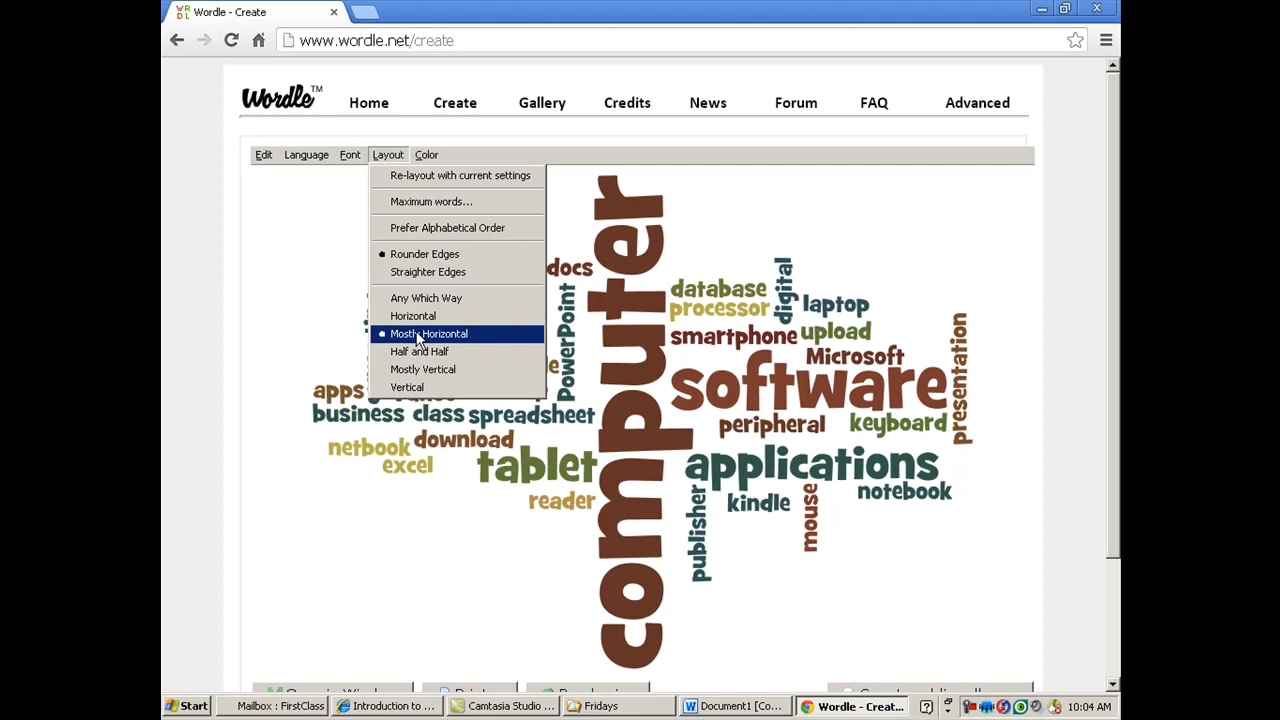 Wordle - Create
www.wordle.net/create
Wordle™ Home Create Gallery Credits News Forum FAQ Advanced
Edit Language Font Layout Color
Re-layout with current settings
Maximum words...
Prefer Alphabetical Order
Rounder Edges
Straighter Edges
Any Which Way
Horizontal
Mostly Horizontal
Half and Half
Mostly Vertical
Vertical
docs
PowerPoint
computer
database
processor
digital
laptop
smartphone
upload
Microsoft
software
presentation
apps
business class
spreadsheet
peripheral
keyboard
netbook
download
excel
tablet
applications
reader
publisher
kindle
mouse
notebook
Start Mailbox : FirstClass Introduction to ... Camtasia Studio ... Fridays Document1 [Co... Wordle - Creat... 10:04 AM